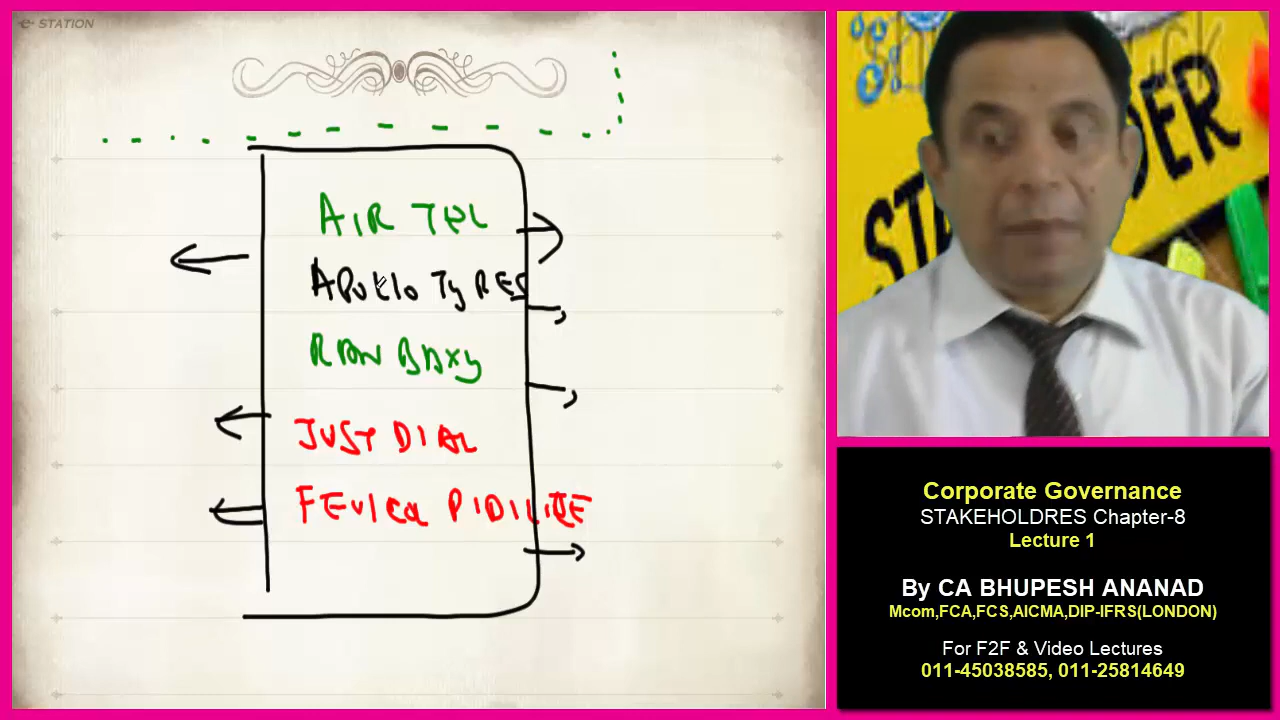 e- STATION
AIR TEL
APOLLO TYRES
RAN BAXY
JUST DIAL
FEVICOL PIDILITE
STAKEHOLDER
Corporate Governance
STAKEHOLDRES Chapter-8
Lecture 1
By CA BHUPESH ANANAD
Mcom,FCA,FCS,AICMA,DIP-IFRS(LONDON)
For F2F & Video Lectures
011-45038585, 011-25814649